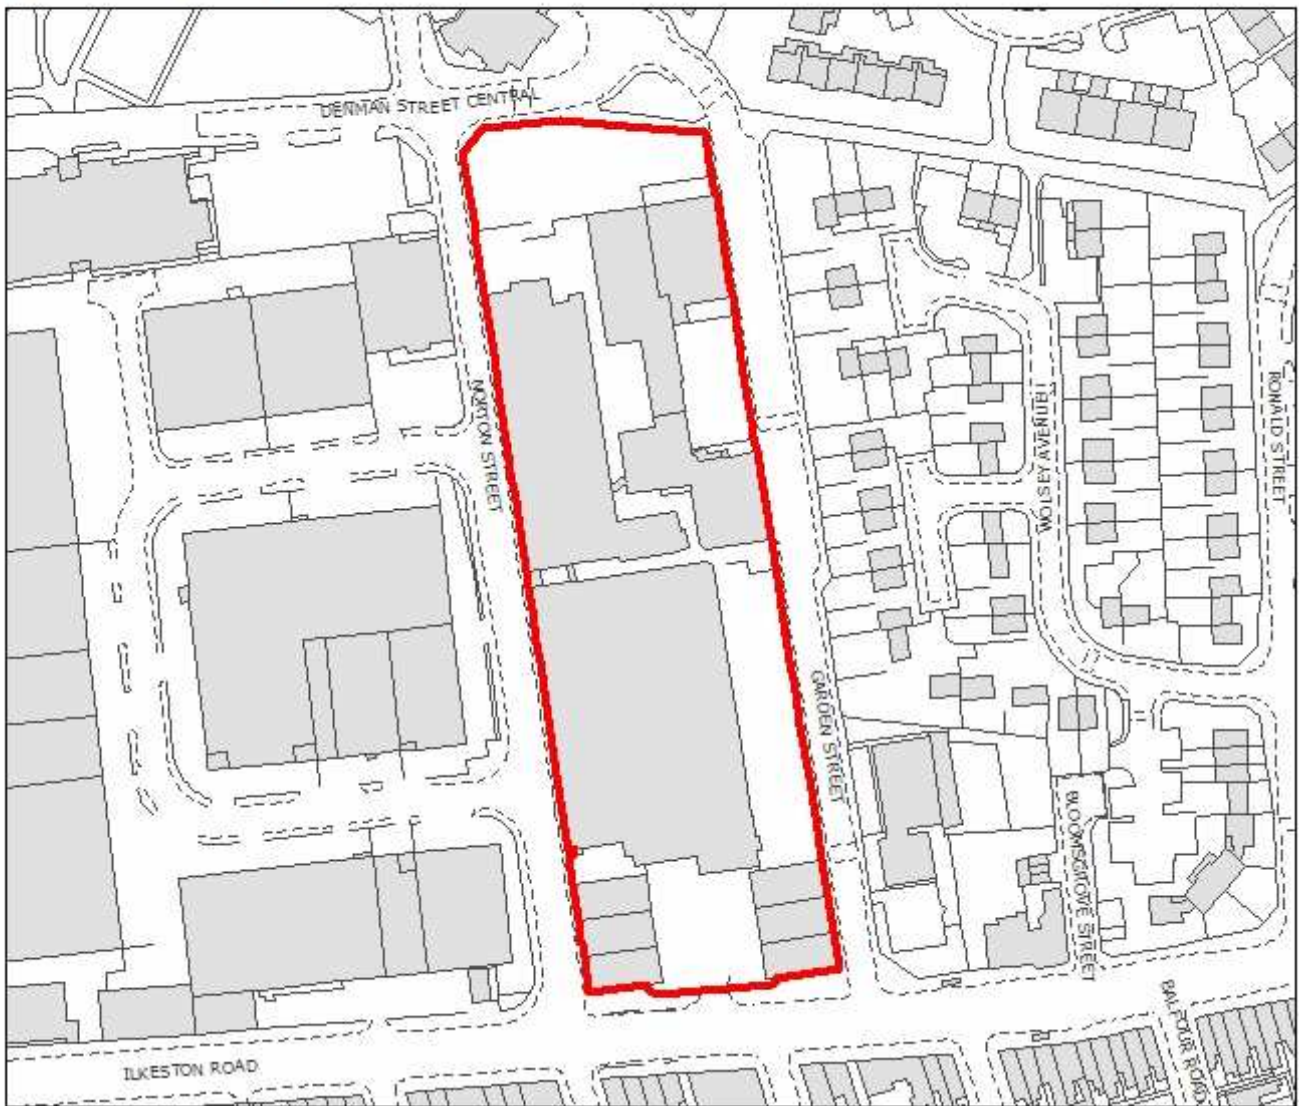 DENMAN STREET CENTRAL
NORTON STREET
WOLSEY AVENUE
RONALD STREET
GARDEN STREET
BLOOMSGROVE STREET
BALFOUR ROAD
ILKESTON ROAD